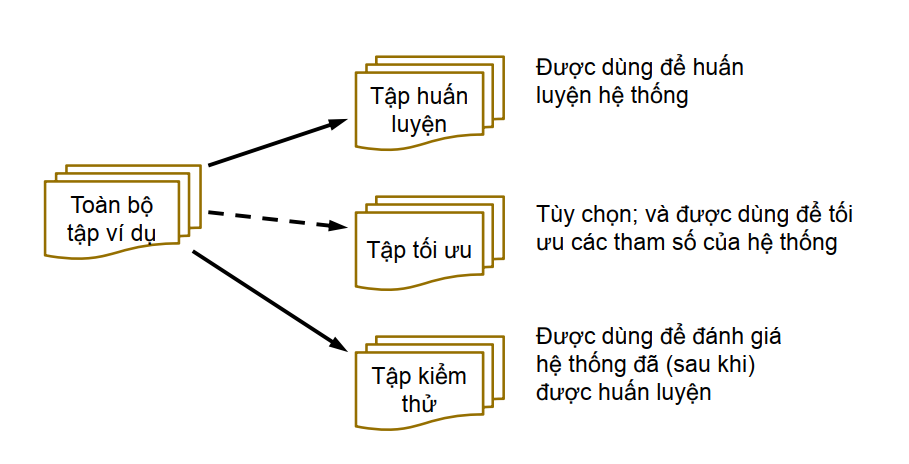 Toàn bộ
tập ví dụ
Tập huấn
luyện
Được dùng để huấn
luyện hệ thống
Tập tối ưu
Tùy chọn; và được dùng để tối
ưu các tham số của hệ thống
Tập kiểm
thử
Được dùng để đánh giá
hệ thống đã (sau khi)
được huấn luyện